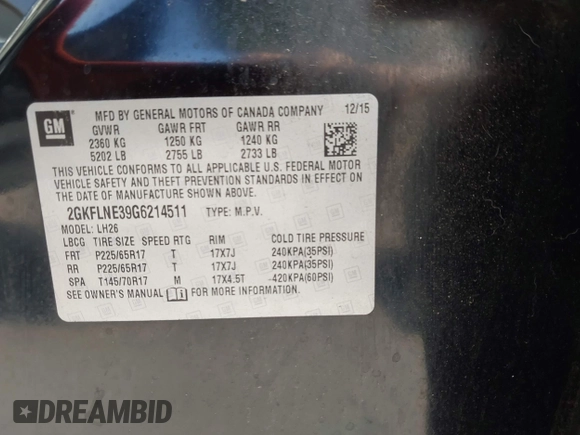 GM
MFD BY GENERAL MOTORS OF CANADA COMPANY 12/15
GVWR GAWR FRT GAWR RR
2360 KG 1250 KG 1240 KG
5202 LB 2755 LB 2733 LB
THIS VEHICLE CONFORMS TO ALL APPLICABLE U.S. FEDERAL MOTOR
VEHICLE SAFETY AND THEFT PREVENTION STANDARDS IN EFFECT ON
THE DATE OF MANUFACTURE SHOWN ABOVE.
2GKFLNE39G6214511 TYPE: M.P.V.
MODEL: LH26
LBCG TIRE SIZE SPEED RTG RIM COLD TIRE PRESSURE
FRT P225/65R17 T 17X7J 240KPA(35PSI)
RR P225/65R17 T 17X7J 240KPA(35PSI)
SPA T145/70R17 M 17X4.5T 420KPA(60PSI)
SEE OWNER'S MANUAL FOR MORE INFORMATION.
DREAMBID